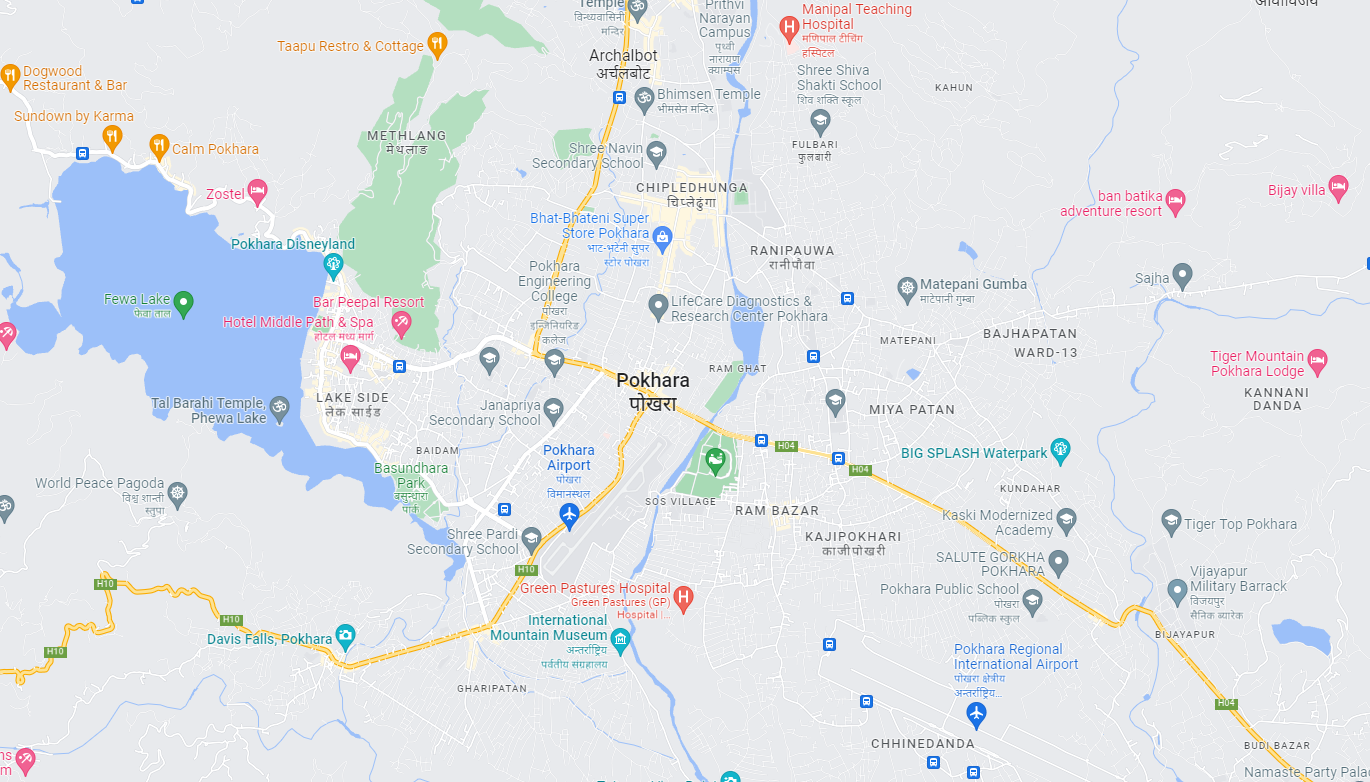 Temple
विन्ध्यवासिनी
मन्दिर
Prithvi
Narayan
Campus
पृथ्वी
नारायण
क्याम्पस
Manipal Teaching
Hospital
मणिपाल टीचिंग
हस्पिटल
Taapu Restro & Cottage
Archalbot
अर्चलबोट
Dogwood
Restaurant & Bar
Shree Shiva
Shakti School
शिव शक्ति स्कूल
KAHUN
Bhimsen Temple
भीमसेन मन्दिर
Sundown by Karma
METHLANG
मेथलाङ
Calm Pokhara
Shree Navin
Secondary School
FULBARI
फुलबारी
Zostel
CHIPLEDHUNGA
चिप्लेढुंगा
ban batika
adventure resort
Bijay villa
Bhat-Bhateni Super
Store Pokhara
भाट-भटेनी सुपर
स्टोर पोखरा
Pokhara Disneyland
RANIPAUWA
रानीपौवा
Pokhara
Engineering
College
पोखरा
इन्जिनियरिङ
कलेज
Sajha
Matepani Gumba
माटेपानी गुम्बा
Fewa Lake
फेवा ताल
Bar Peepal Resort
LifeCare Diagnostics &
Research Center Pokhara
Hotel Middle Path & Spa
होटल मध्य मार्ग
MATEPANI
BAJHAPATAN
WARD-13
Tiger Mountain
Pokhara Lodge
RAM GHAT
Pokhara
पोखरा
KANNANI
DANDA
LAKE SIDE
लेक साईड
Tal Barahi Temple,
Phewa Lake
Janapriya
Secondary School
MIYA PATAN
BAIDAM
H04
Pokhara
Airport
पोखरा
विमानस्थल
BIG SPLASH Waterpark
H04
Basundhara
Park
बसुन्धारा
पार्क
World Peace Pagoda
विश्व शान्ती
स्तूपा
KUNDAHAR
SOS VILLAGE
RAM BAZAR
Kaski Modernized
Academy
Tiger Top Pokhara
Shree Pardi
Secondary School
KAJIPOKHARI
काजीपोखरी
SALUTE GORKHA
POKHARA
H10
H10
Vijayapur
Military Barrack
विजयपुर
सैनिक ब्यारेक
Green Pastures Hospital
Green Pastures (GP)
Hospital |...
Pokhara Public School
पोखरा
पब्लिक स्कूल
H10
International
Mountain Museum
अन्तर्राष्ट्रिय
पर्वतीय संग्रहालय
Davis Falls, Pokhara
BIJAYAPUR
H10
Pokhara Regional
International Airport
पोखरा क्षेत्रीय
अन्तर्राष्ट्रिय...
GHARIPATAN
H04
CHHINEDANDA
BUDI BAZAR
Namaste Party Pala